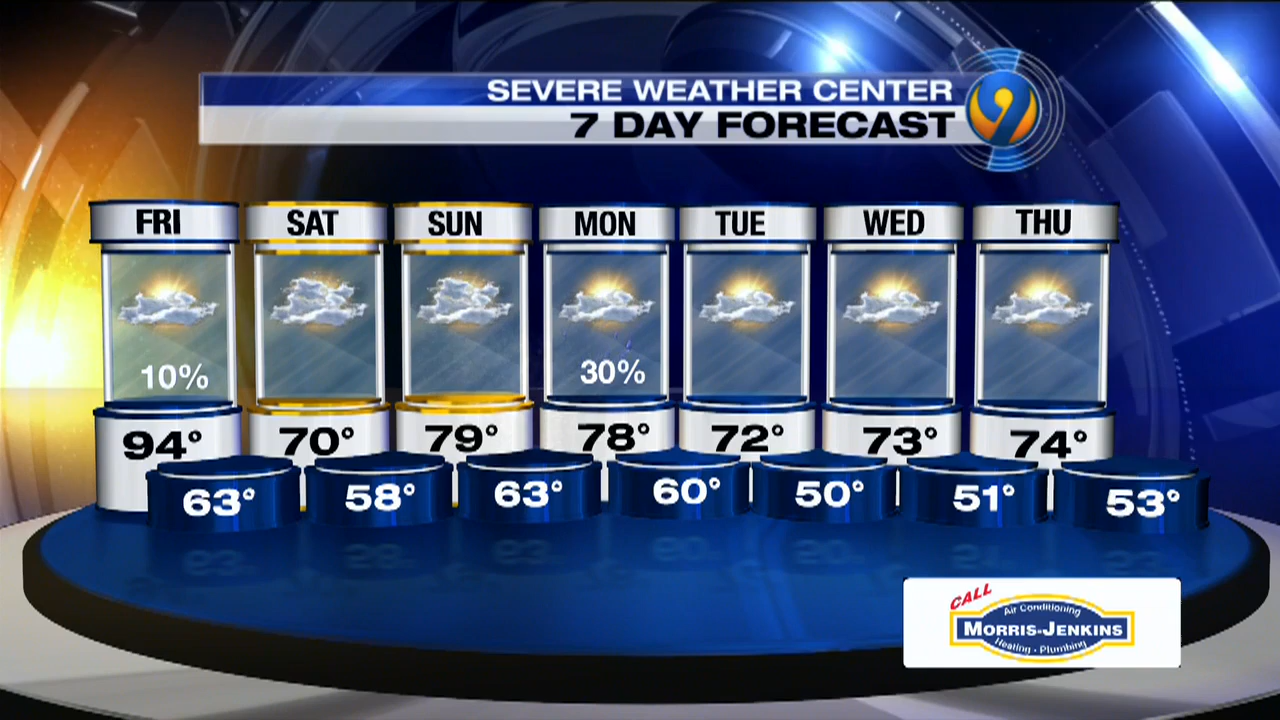 SEVERE WEATHER CENTER
7 DAY FORECAST
9
FRI SAT SUN MON TUE WED THU
10% 30%
94° 70° 79° 78° 72° 73° 74°
63° 58° 63° 60° 50° 51° 53°
CALL
Air Conditioning
MORRIS-JENKINS
Heating - Plumbing